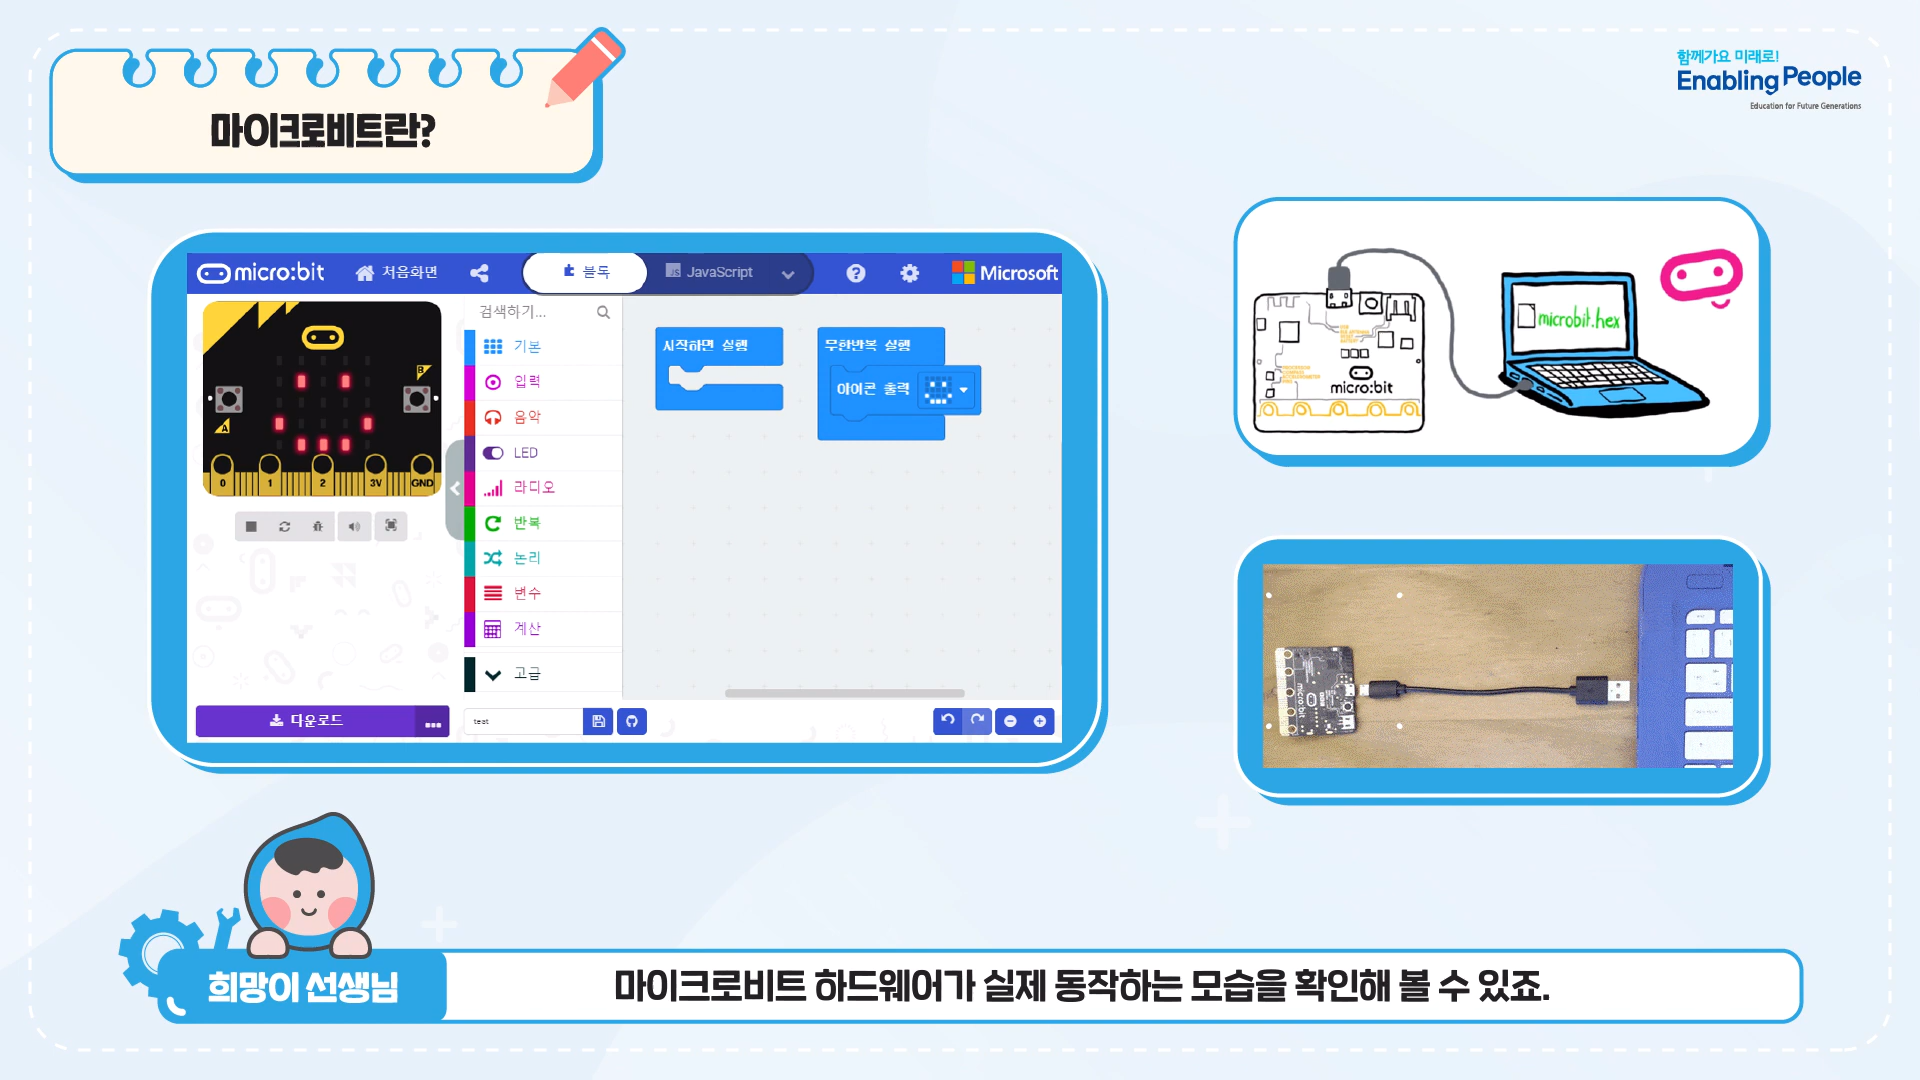 마이크로비트란?
함께가요 미래로!
Enabling People
Education for Future Generations
micro:bit
처음화면
블록
JS JavaScript
Microsoft
검색하기...
기본
입력
음악
LED
라디오
반복
논리
변수
계산
고급
시작하면 실행
무한반복 실행
아이콘 출력
A
B
0 1 2 3V GND
다운로드
test
microbit.hex
micro:bit
micro:bit
희망이 선생님
마이크로비트 하드웨어가 실제 동작하는 모습을 확인해 볼 수 있죠.